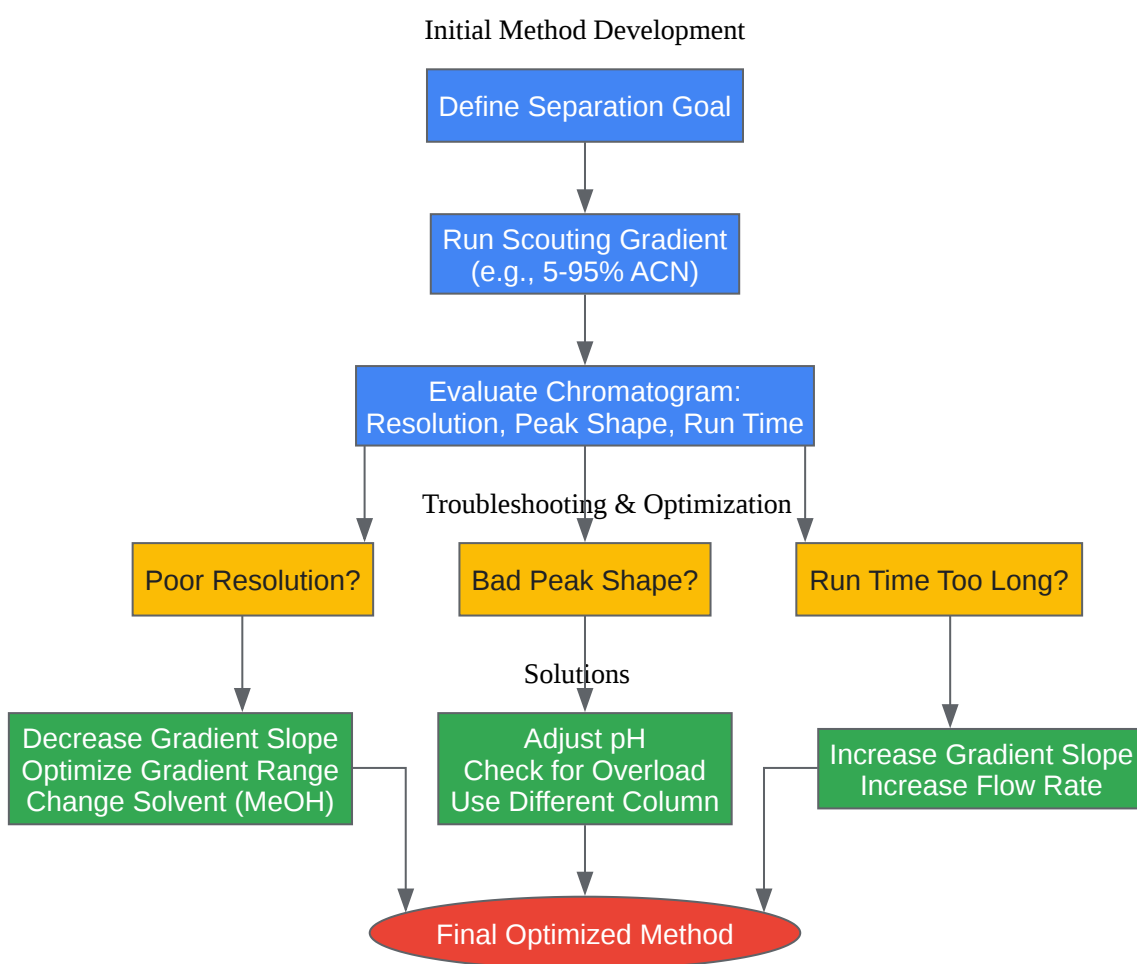 Initial Method Development
Define Separation Goal
Run Scouting Gradient
(e.g., 5-95% ACN)
Evaluate Chromatogram:
Resolution, Peak Shape, Run Time
Troubleshooting & Optimization
Poor Resolution?
Bad Peak Shape?
Run Time Too Long?
Solutions
Decrease Gradient Slope
Optimize Gradient Range
Change Solvent (MeOH)
Adjust pH
Check for Overload
Use Different Column
Increase Gradient Slope
Increase Flow Rate
Final Optimized Method